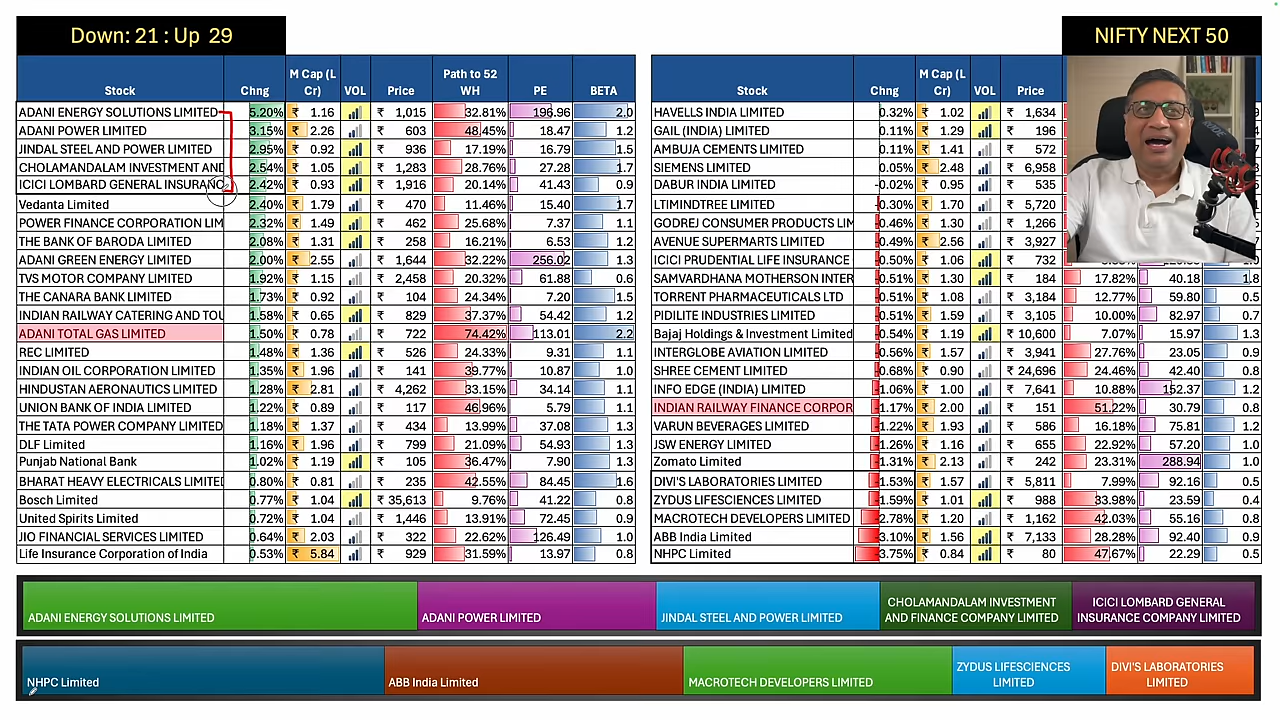 Down: 21 : Up 29
NIFTY NEXT 50
Stock Chng M Cap (L Cr) VOL Price Path to 52 WH PE BETA
ADANI ENERGY SOLUTIONS LIMITED 5.20% ₹ 1.16 ₹ 1,015 32.81% 196.96 2.0
ADANI POWER LIMITED 3.15% ₹ 2.26 ₹ 603 48.45% 18.47 1.2
JINDAL STEEL AND POWER LIMITED 2.95% ₹ 0.92 ₹ 936 17.19% 16.79 1.5
CHOLAMANDALAM INVESTMENT AND 2.54% ₹ 1.05 ₹ 1,283 28.76% 27.28 1.7
ICICI LOMBARD GENERAL INSURANC 2.42% ₹ 0.93 ₹ 1,916 20.14% 41.43 0.9
Vedanta Limited 2.40% ₹ 1.79 ₹ 470 11.46% 15.40 1.7
POWER FINANCE CORPORATION LIM 2.32% ₹ 1.49 ₹ 462 25.68% 7.37 1.1
THE BANK OF BARODA LIMITED 2.08% ₹ 1.31 ₹ 258 16.21% 6.53 1.2
ADANI GREEN ENERGY LIMITED 2.00% ₹ 2.55 ₹ 1,644 32.22% 256.02 1.3
TVS MOTOR COMPANY LIMITED 1.92% ₹ 1.15 ₹ 2,458 20.32% 61.88 0.6
THE CANARA BANK LIMITED 1.73% ₹ 0.92 ₹ 104 24.34% 7.20 1.5
INDIAN RAILWAY CATERING AND TOU 1.58% ₹ 0.65 ₹ 829 37.37% 54.42 1.2
ADANI TOTAL GAS LIMITED 1.50% ₹ 0.78 ₹ 722 74.42% 113.01 2.2
REC LIMITED 1.48% ₹ 1.36 ₹ 526 24.33% 9.31 1.1
INDIAN OIL CORPORATION LIMITED 1.35% ₹ 1.96 ₹ 141 39.77% 10.87 1.0
HINDUSTAN AERONAUTICS LIMITED 1.28% ₹ 2.81 ₹ 4,262 33.15% 34.14 1.1
UNION BANK OF INDIA LIMITED 1.22% ₹ 0.89 ₹ 117 46.96% 5.79 1.1
THE TATA POWER COMPANY LIMITED 1.18% ₹ 1.37 ₹ 434 13.99% 37.08 1.3
DLF Limited 1.16% ₹ 1.96 ₹ 799 21.09% 54.93 1.3
Punjab National Bank 1.02% ₹ 1.19 ₹ 105 36.47% 7.90 1.3
BHARAT HEAVY ELECTRICALS LIMITED 0.80% ₹ 0.81 ₹ 235 42.55% 84.45 1.6
Bosch Limited 0.77% ₹ 1.04 ₹ 35,613 9.76% 41.22 0.8
United Spirits Limited 0.72% ₹ 1.04 ₹ 1,446 13.91% 72.45 0.9
JIO FINANCIAL SERVICES LIMITED 0.64% ₹ 2.03 ₹ 322 22.62% 126.49 1.0
Life Insurance Corporation of India 0.53% ₹ 5.84 ₹ 929 31.59% 13.97 0.8
Stock Chng M Cap (L Cr) VOL Price
HAVELLS INDIA LIMITED 0.32% ₹ 1.02 ₹ 1,634
GAIL (INDIA) LIMITED 0.11% ₹ 1.29 ₹ 196
AMBUJA CEMENTS LIMITED 0.11% ₹ 1.41 ₹ 572
SIEMENS LIMITED 0.05% ₹ 2.48 ₹ 6,958
DABUR INDIA LIMITED -0.02% ₹ 0.95 ₹ 535
LTIMINDTREE LIMITED -0.30% ₹ 1.70 ₹ 5,720
GODREJ CONSUMER PRODUCTS LIM -0.46% ₹ 1.30 ₹ 1,266
AVENUE SUPERMARTS LIMITED -0.49% ₹ 2.56 ₹ 3,927
ICICI PRUDENTIAL LIFE INSURANCE -0.50% ₹ 1.06 ₹ 732
SAMVARDHANA MOTHERSON INTER -0.51% ₹ 1.30 ₹ 184 17.82% 40.18 1.8
TORRENT PHARMACEUTICALS LTD -0.51% ₹ 1.08 ₹ 3,184 12.77% 59.80 0.5
PIDILITE INDUSTRIES LIMITED -0.51% ₹ 1.59 ₹ 3,105 10.00% 82.97 0.7
Bajaj Holdings & Investment Limited -0.54% ₹ 1.19 ₹ 10,600 7.07% 15.97 1.3
INTERGLOBE AVIATION LIMITED -0.56% ₹ 1.57 ₹ 3,941 27.76% 23.05 0.9
SHREE CEMENT LIMITED -0.68% ₹ 0.90 ₹ 24,696 24.46% 42.40 0.8
INFO EDGE (INDIA) LIMITED -1.06% ₹ 1.00 ₹ 7,641 10.88% 152.37 1.2
INDIAN RAILWAY FINANCE CORPOR -1.17% ₹ 2.00 ₹ 151 51.22% 30.79 0.8
VARUN BEVERAGES LIMITED -1.22% ₹ 1.93 ₹ 586 16.18% 75.81 1.2
JSW ENERGY LIMITED -1.26% ₹ 1.16 ₹ 655 22.92% 57.20 1.0
Zomato Limited -1.31% ₹ 2.13 ₹ 242 23.31% 288.94 1.0
DIVI'S LABORATORIES LIMITED -1.53% ₹ 1.57 ₹ 5,811 7.99% 92.16 0.5
ZYDUS LIFESCIENCES LIMITED -1.59% ₹ 1.01 ₹ 988 33.98% 23.59 0.4
MACROTECH DEVELOPERS LIMITED -2.78% ₹ 1.20 ₹ 1,162 42.03% 55.16 0.8
ABB India Limited -3.10% ₹ 1.56 ₹ 7,133 28.28% 92.40 0.9
NHPC Limited -3.75% ₹ 0.84 ₹ 80 47.67% 22.29 0.5
ADANI ENERGY SOLUTIONS LIMITED
ADANI POWER LIMITED
JINDAL STEEL AND POWER LIMITED
CHOLAMANDALAM INVESTMENT
AND FINANCE COMPANY LIMITED
ICICI LOMBARD GENERAL
INSURANCE COMPANY LIMITED
NHPC Limited
ABB India Limited
MACROTECH DEVELOPERS LIMITED
ZYDUS LIFESCIENCES
LIMITED
DIVI'S LABORATORIES
LIMITED